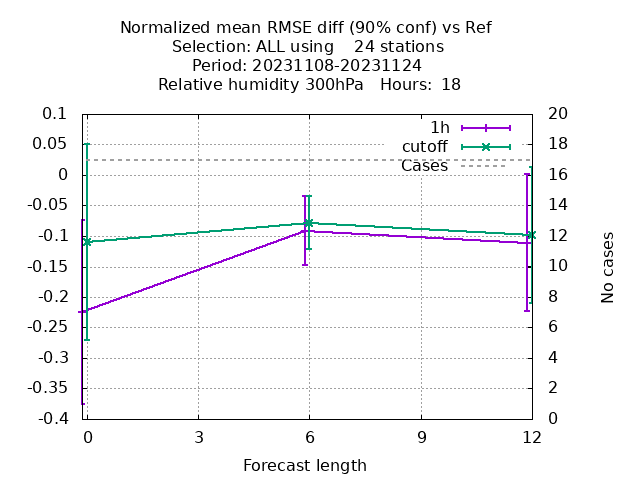 Normalized mean RMSE diff (90% conf) vs Ref
Selection: ALL using    24 stations
Period: 20231108-20231124
Relative humidity 300hPa   Hours:  18
1h
cutoff
Cases
0.1
0.05
0
-0.05
-0.1
-0.15
-0.2
-0.25
-0.3
-0.35
-0.4
20
18
16
14
12
10
8
6
4
2
0
No cases
0 3 6 9 12
Forecast length